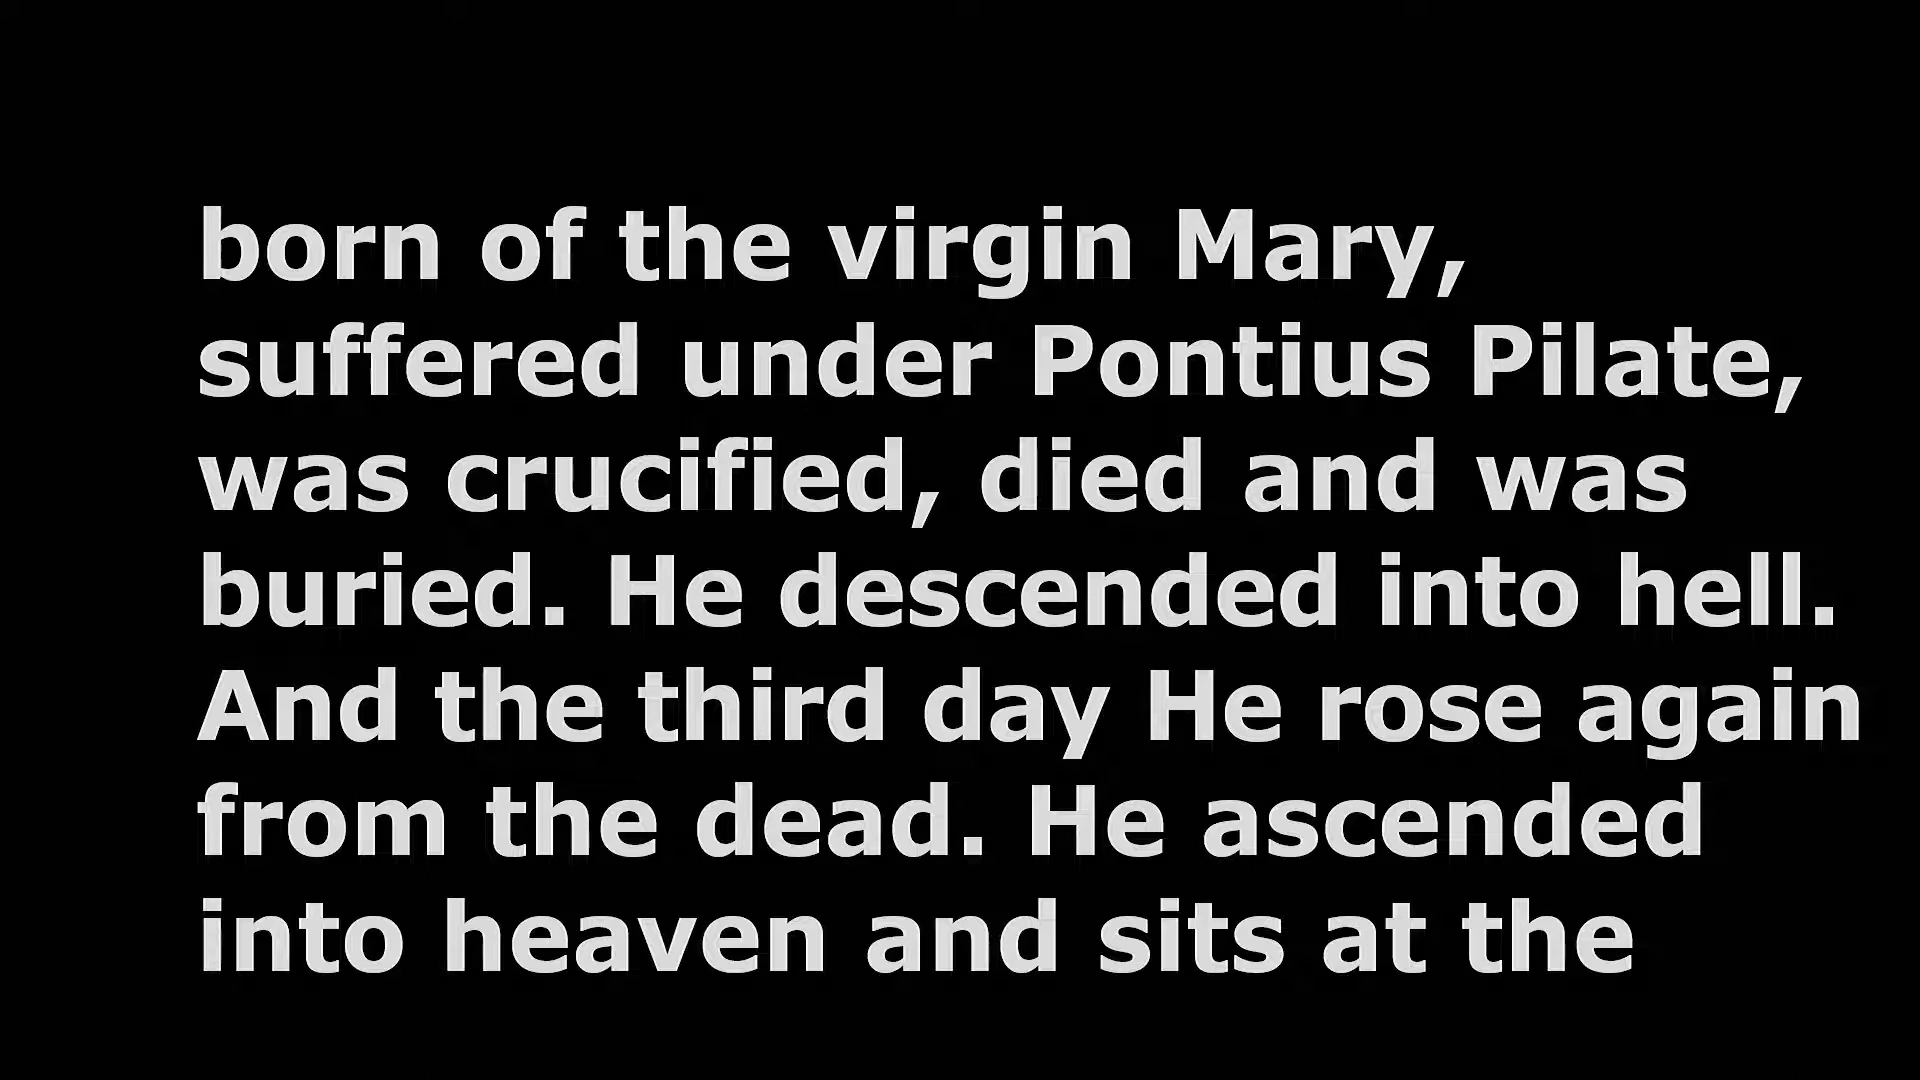 born of the virgin Mary,
suffered under Pontius Pilate,
was crucified, died and was
buried. He descended into hell.
And the third day He rose again
from the dead. He ascended
into heaven and sits at the